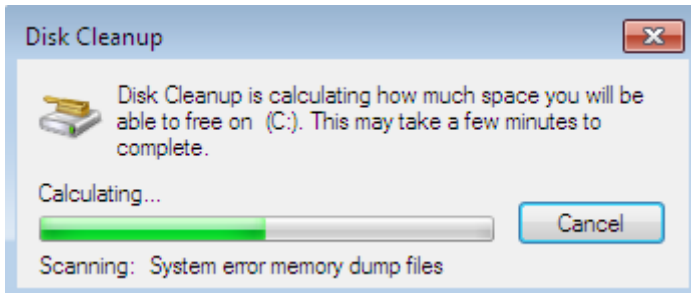 Disk Cleanup
Disk Cleanup is calculating how much space you will be
able to free on  (C:). This may take a few minutes to
complete.
Calculating...
Cancel
Scanning:  System error memory dump files